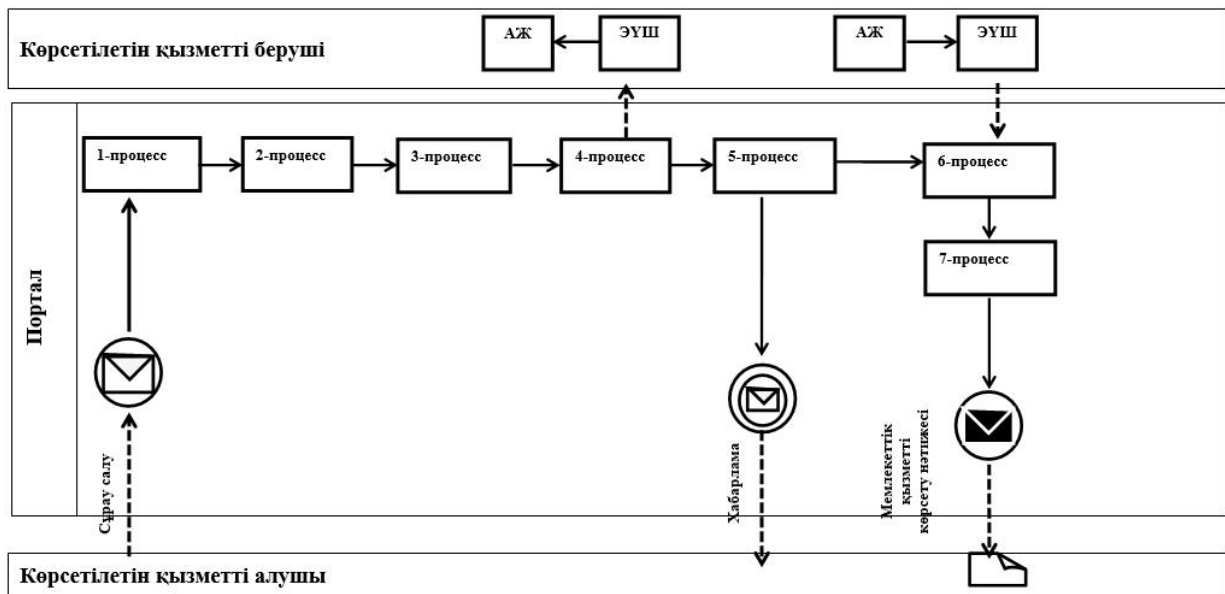 Көрсетілетін қызметті беруші
АЖ
ЭҮШ
АЖ
ЭҮШ
Портал
1-процесс
2-процесс
3-процесс
4-процесс
5-процесс
6-процесс
7-процесс
Сұрау салу
Хабарлама
Мемлекеттік
қызметті
көрсету нәтижесі
Көрсетілетін қызметті алушы